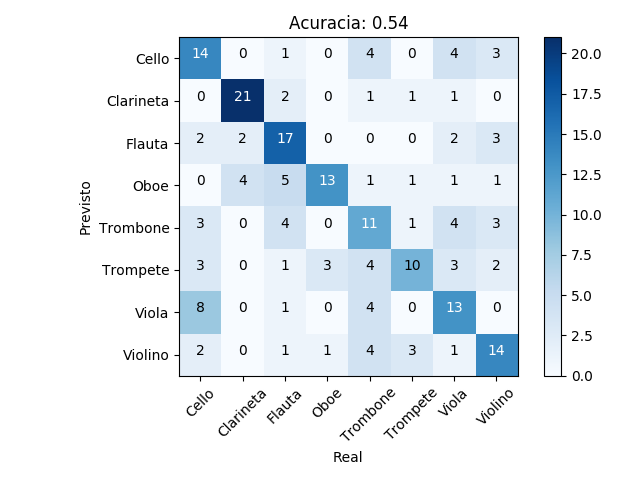 Acuracia: 0.54
Previsto
Cello 14 0 1 0 4 0 4 3
Clarineta 0 21 2 0 1 1 1 0
Flauta 2 2 17 0 0 0 2 3
Oboe 0 4 5 13 1 1 1 1
Trombone 3 0 4 0 11 1 4 3
Trompete 3 0 1 3 4 10 3 2
Viola 8 0 1 0 4 0 13 0
Violino 2 0 1 1 4 3 1 14
Cello Clarineta Flauta Oboe Trombone Trompete Viola Violino
Real
20.0
17.5
15.0
12.5
10.0
7.5
5.0
2.5
0.0